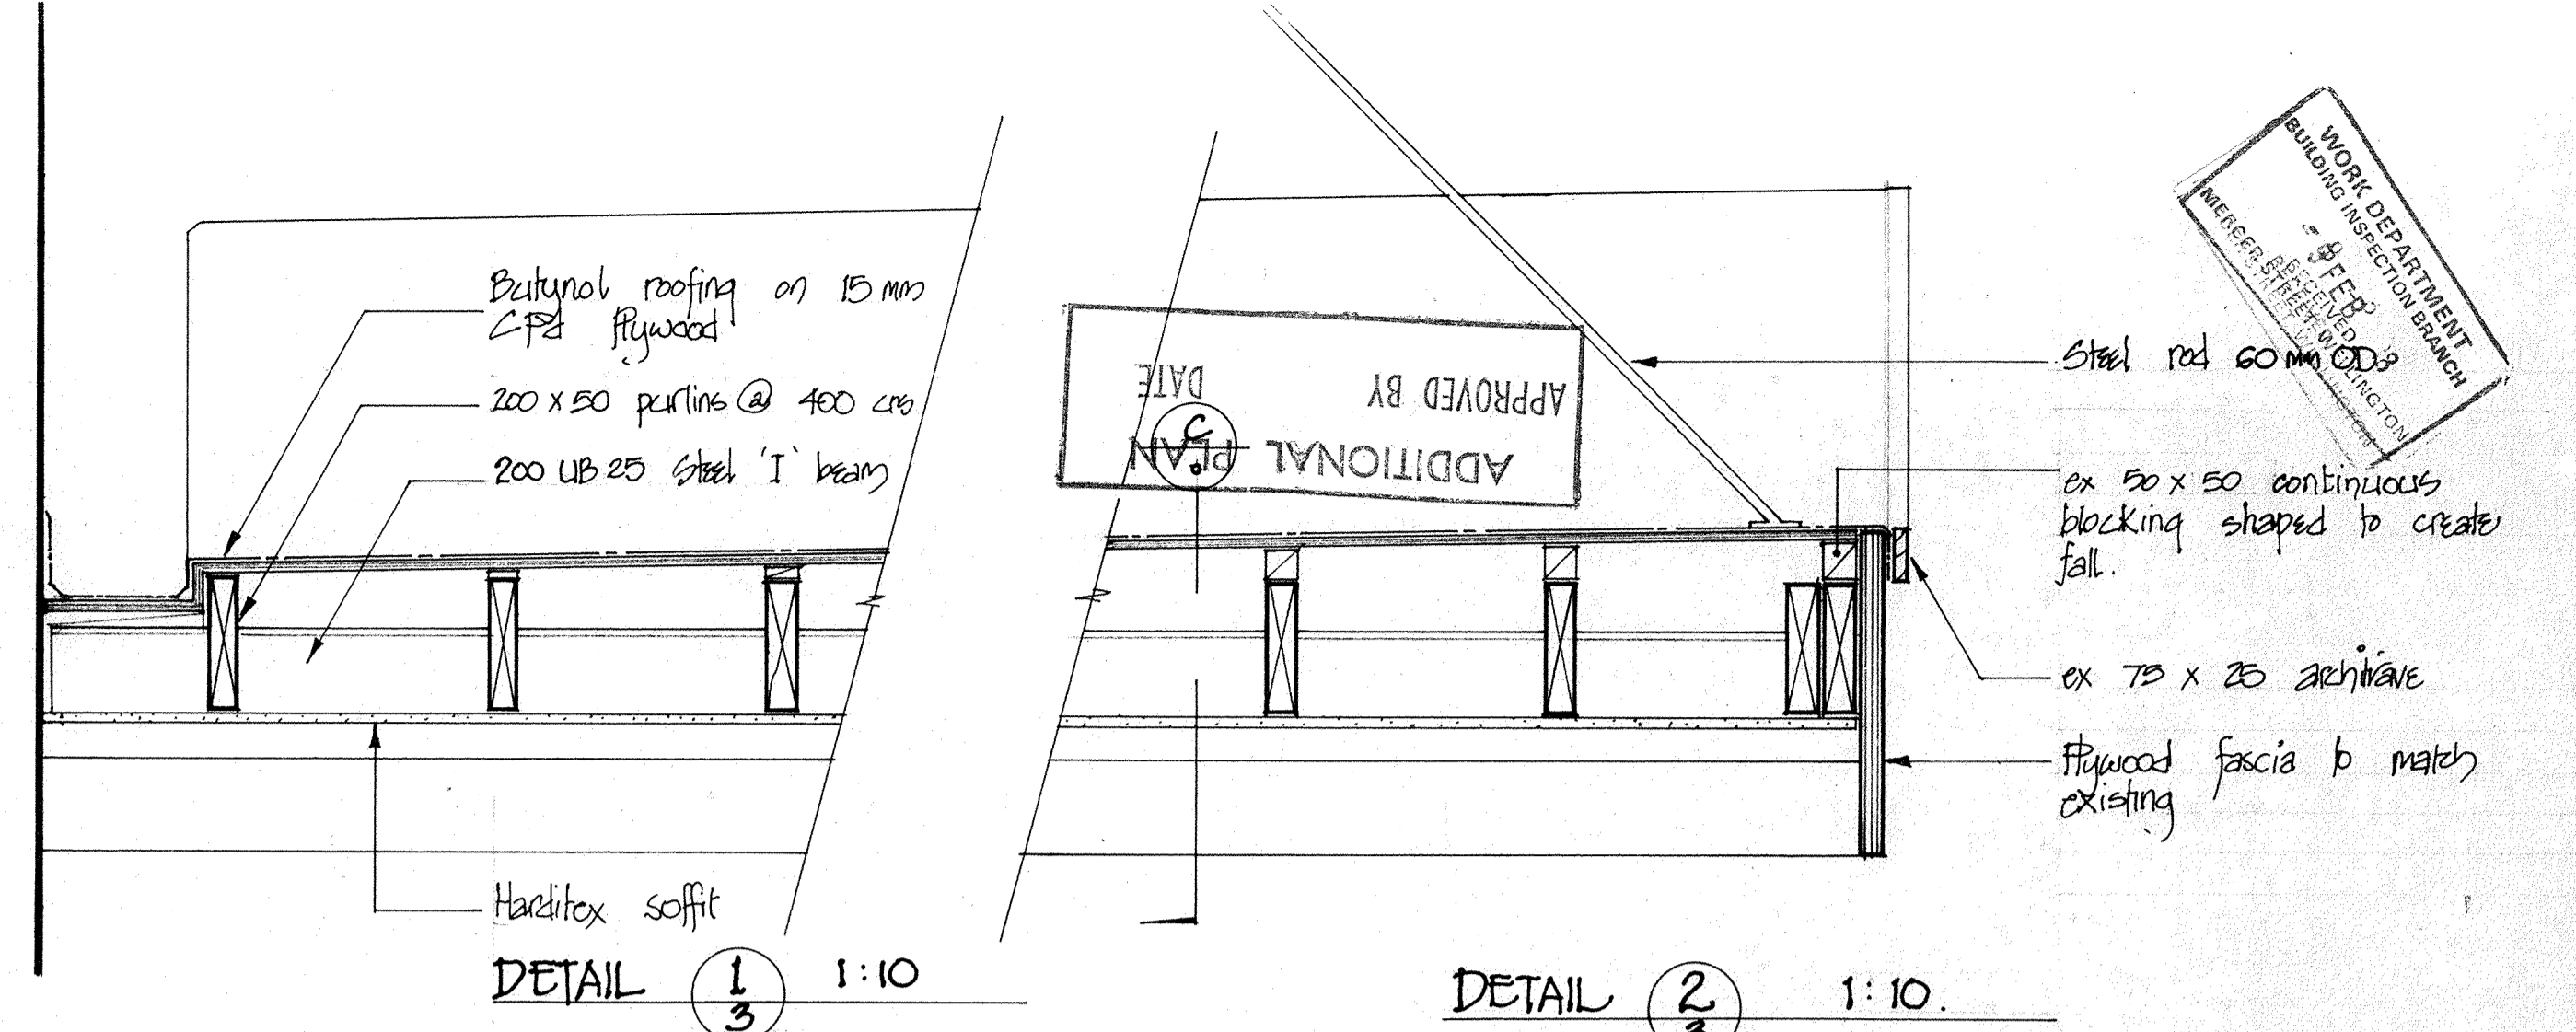 Butynol roofing on 15 mm
CPd Plywood
200 x 50 purlins @ 400 crs
200 UB 25 Steel 'I' beam
Harditex soffit
DETAIL 1 1:10
3
ADDITIONAL PLAN
APPROVED BY DATE
C
WORK DEPARTMENT
BUILDING INSPECTION BRANCH
FEB
RECEIVED
MERCER STREET WELLINGTON
Steel rod 60 mm OD
ex 50 x 50 continuous
blocking shaped to create
fall.
ex 75 x 25 architrave
Plywood fascia to match
existing
DETAIL 2 1:10.